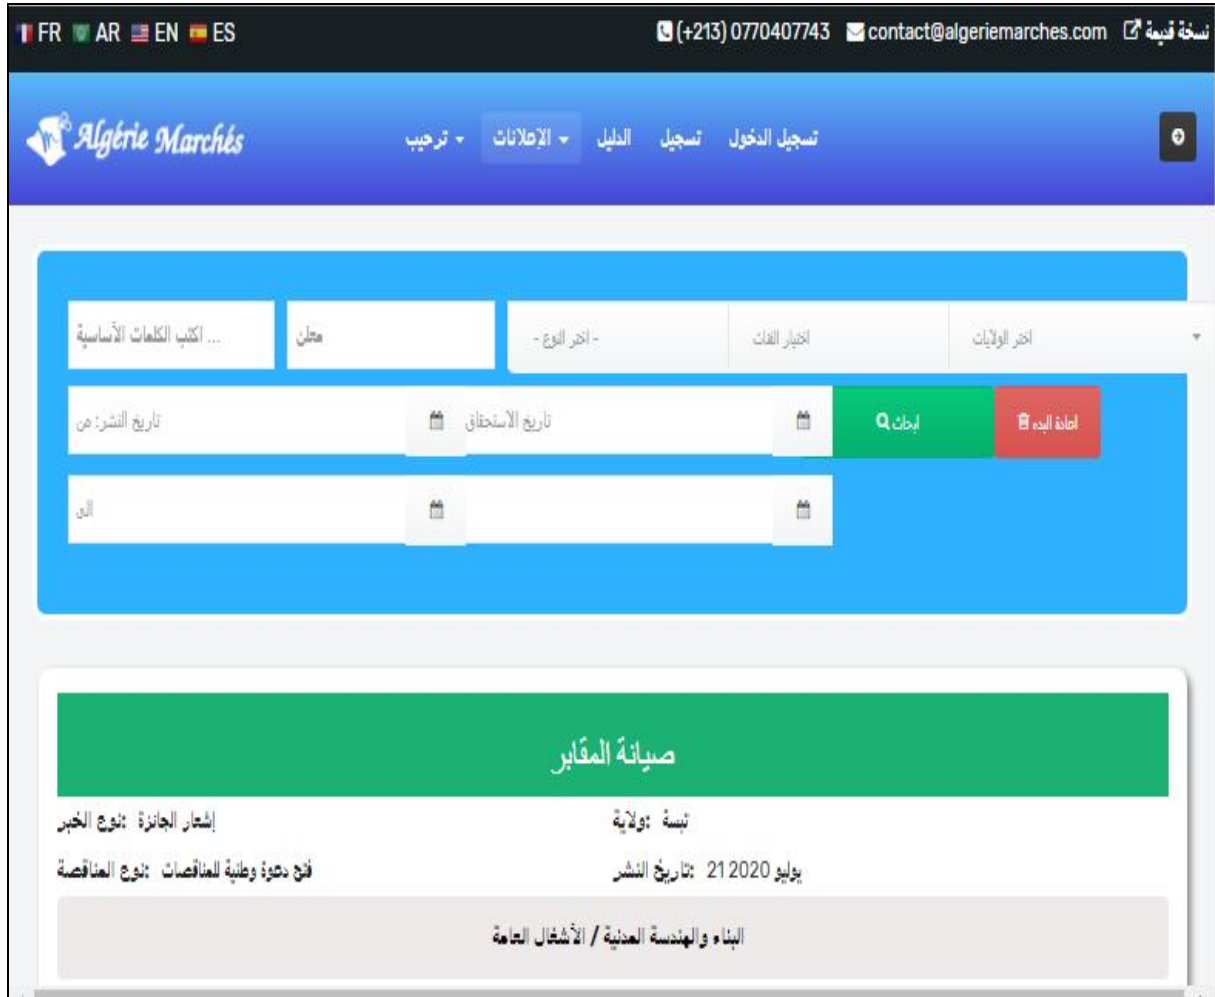 FR AR EN ES (+213) 0770407743 contact@algeriemarches.com نسخة قديمة
Algérie Marchés ترحيب الإعلانات الدليل تسجيل تسجيل الدخول
اكتب الكلمات الأساسية ... معلن - اختر النوع - اختيار الفئات اختر الولايات
تاريخ النشر: من تاريخ الأستحقاق ابحاث اعادة البدء
الى
صيانة المقابر
نوع الخبر: إشعار الجائزة ولاية: تبسة
نوع المناقصة: فتح دعوة وطنية للمناقصات تاريخ النشر: 21 يوليو 2020
البناء والهندسة المدنية / الأشغال العامة